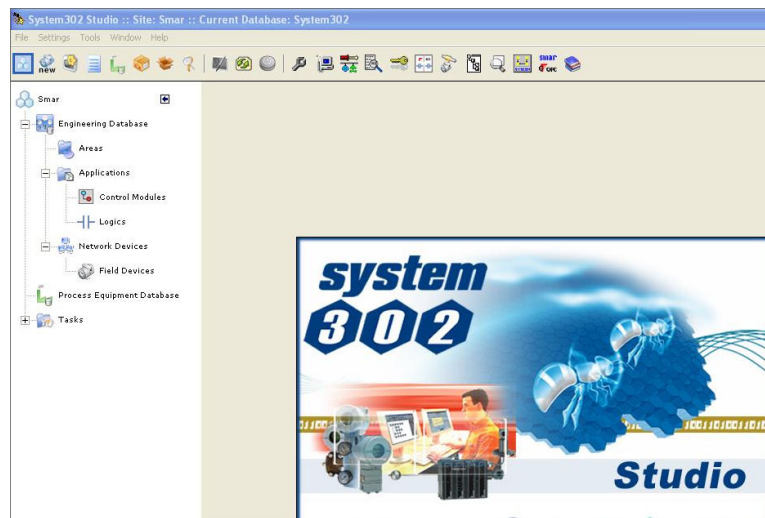 System302 Studio :: Site: Smar :: Current Database: System302
File Settings Tools Window Help
new
smar
OPC
Smar
Engineering Database
Areas
Applications
Control Modules
Logics
Network Devices
Field Devices
Process Equipment Database
Tasks
system
302
Studio